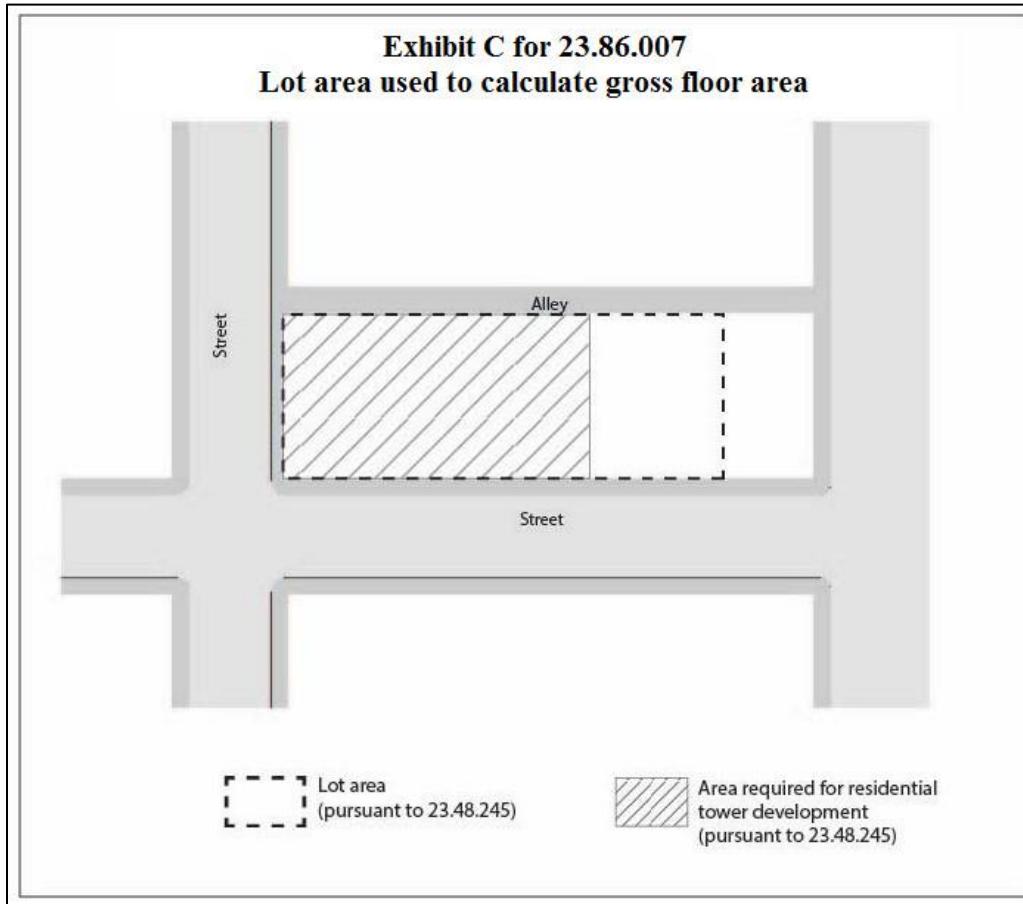 Exhibit C for 23.86.007
Lot area used to calculate gross floor area
Alley
Street
Street
Lot area
(pursuant to 23.48.245)
Area required for residential
tower development
(pursuant to 23.48.245)